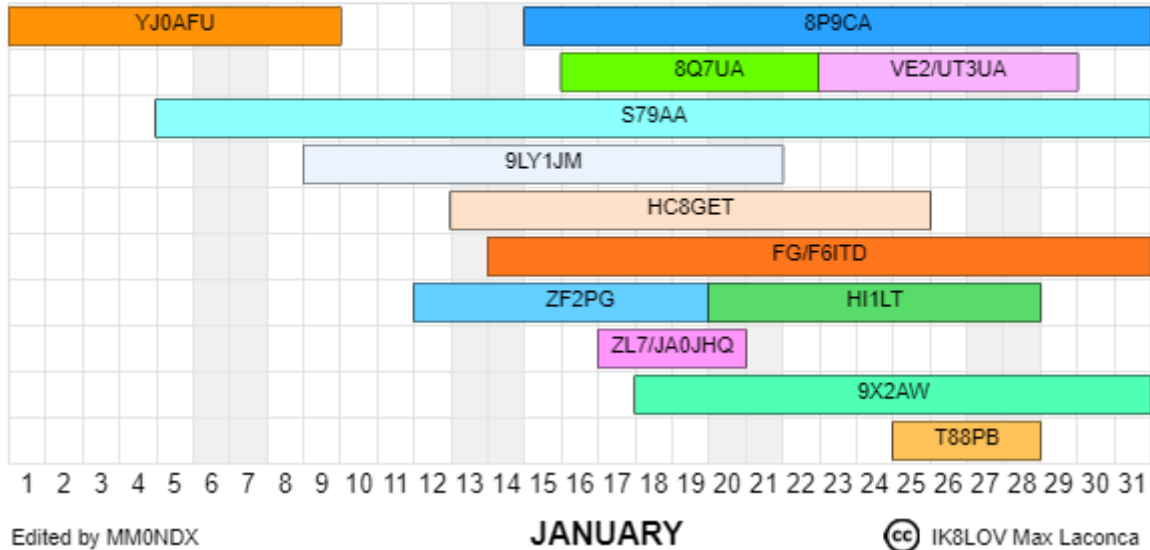 YJ0AFU 8P9CA
8Q7UA VE2/UT3UA
S79AA
9LY1JM
HC8GET
FG/F6ITD
ZF2PG HI1LT
ZL7/JA0JHQ
9X2AW
T88PB
1 2 3 4 5 6 7 8 9 10 11 12 13 14 15 16 17 18 19 20 21 22 23 24 25 26 27 28 29 30 31
Edited by MM0NDX JANUARY cc IK8LOV Max Laconca